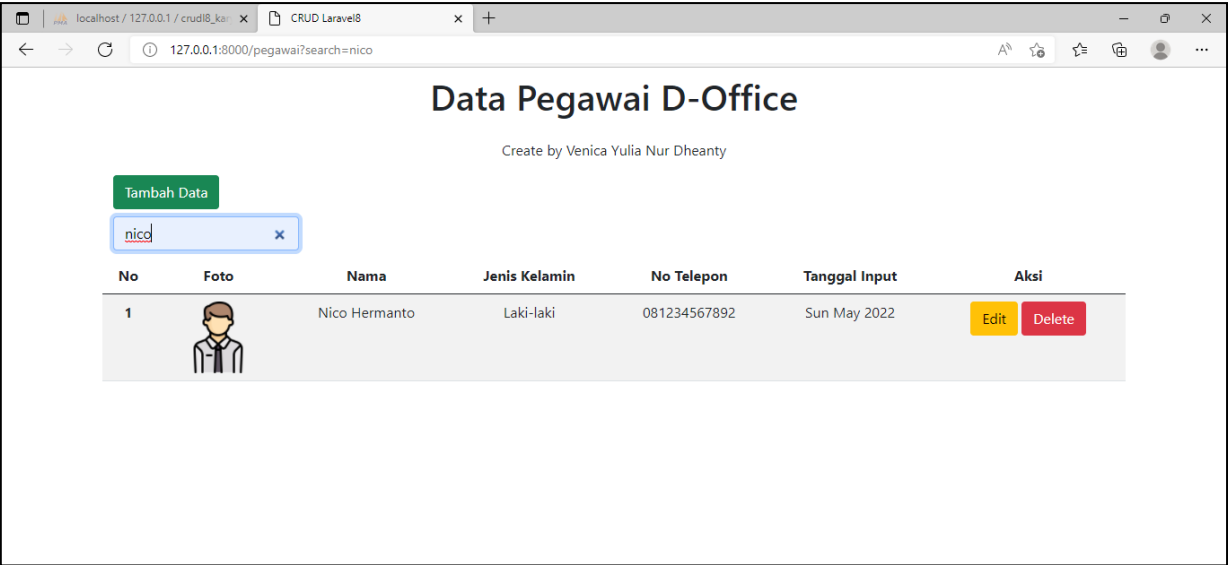 localhost / 127.0.0.1 / crudl8_kar
CRUD Laravel8
127.0.0.1:8000/pegawai?search=nico
Data Pegawai D-Office
Create by Venica Yulia Nur Dheanty
Tambah Data
nico
No Foto Nama Jenis Kelamin No Telepon Tanggal Input Aksi
1 Nico Hermanto Laki-laki 081234567892 Sun May 2022 Edit Delete